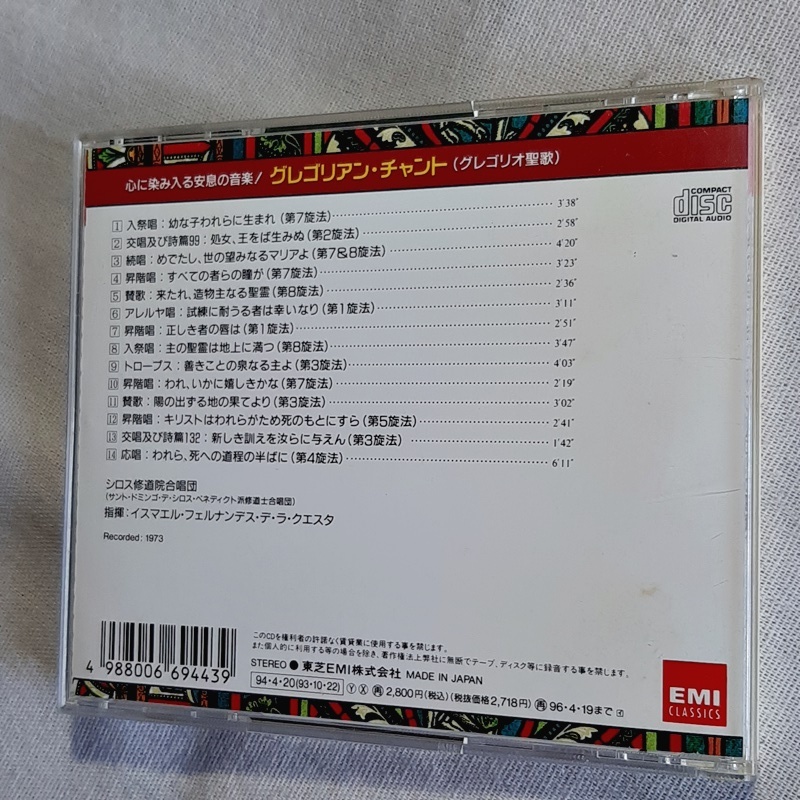 心に染み入る安息の音楽/ グレゴリアン・チャント(グレゴリオ聖歌)
COMPACT
disc
DIGITAL AUDIO
1 入祭唱:幼な子われらに生まれ(第7旋法) 3'38"
2 交唱及び詩篇99:処女、王をば生みぬ(第2旋法) 2'58"
3 続唱:めでたし、世の望みなるマリアよ(第7&8旋法) 4'20"
4 昇階唱:すべての者らの瞳が(第7旋法) 3'23"
5 賛歌:来たれ、造物主なる聖霊(第8旋法) 2'36"
6 アレルヤ唱:試練に耐うる者は幸いなり(第1旋法) 3'11"
7 昇階唱:正しき者の唇は(第1旋法) 2'51"
8 入祭唱:主の聖霊は地上に満つ(第8旋法) 3'47"
9 トロープス:善きことの泉なる主よ(第3旋法) 4'03"
10 昇階唱:われ、いかに嬉しきかな(第7旋法) 2'19"
11 賛歌:陽の出ずる地の果てより(第3旋法) 3'02"
12 昇階唱:キリストはわれらがため死のもとにすら(第5旋法) 2'41"
13 交唱及び詩篇132:新しき訓えを汝らに与えん(第3旋法) 1'42"
14 応唱:われら、死への道程の半ばに(第4旋法) 6'11"
シロス修道院合唱団
(サント・ドミンゴ・デ・シロス・ベネディクト派修道士合唱団)
指揮:イスマエル・フェルナンデス・デ・ラ・クエスタ
Recorded: 1973
4 988006 694439
このCDを権利者の許諾なく賃貸業に使用する事を禁じます。
また個人的に利用する等の場合を除き、著作権法上弊社に無断でテープ、ディスク等に録音する事を禁じます。
STEREO ● 東芝EMI株式会社 MADE IN JAPAN
94・4・20(93・10・22) Ⓨ Ⓧ 再 2,800円(税込)(税抜価格2,718円) 再 96・4・19まで
EMI
CLASSICS